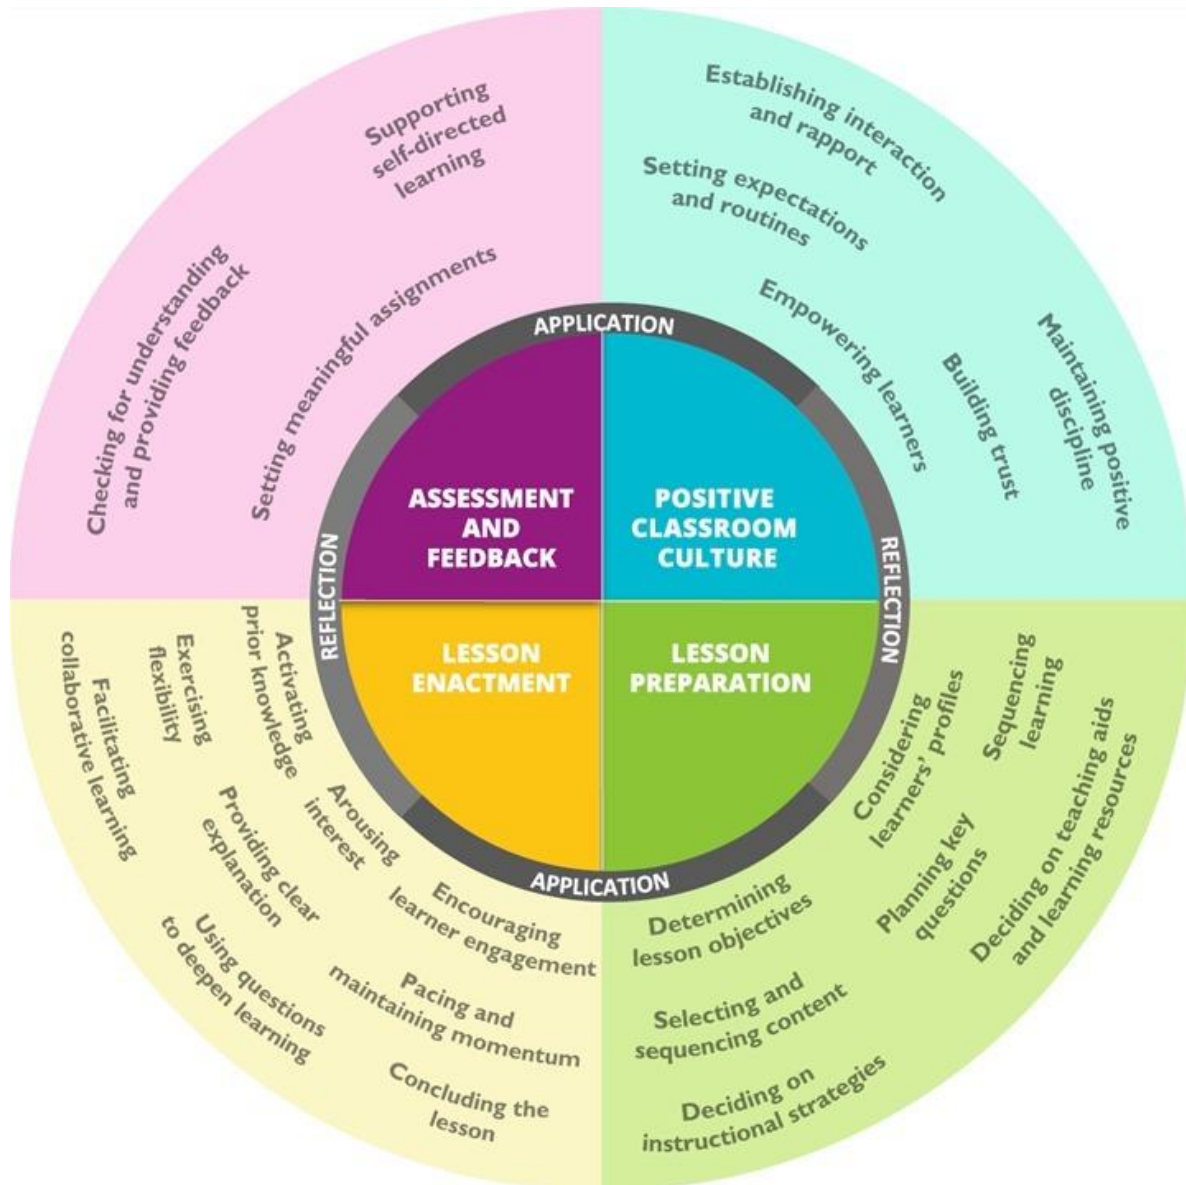 Supporting
self-directed
learning
Checking for understanding
and providing feedback
Setting meaningful assignments
Establishing interaction
and rapport
Setting expectations
and routines
Empowering learners
Building trust
Maintaining positive
discipline
APPLICATION
REFLECTION
ASSESSMENT
AND
FEEDBACK
POSITIVE
CLASSROOM
CULTURE
REFLECTION
LESSON
ENACTMENT
LESSON
PREPARATION
APPLICATION
Activating
prior knowledge
Exercising
flexibility
Facilitating
collaborative learning
Arousing
interest
Providing clear
explanation
Encouraging
learner engagement
Using questions
to deepen learning
Pacing and
maintaining momentum
Concluding the
lesson
Considering
learners' profiles
Sequencing
learning
Determining
lesson objectives
Planning key
questions
Deciding on teaching aids
and learning resources
Selecting and
sequencing content
Deciding on
instructional strategies